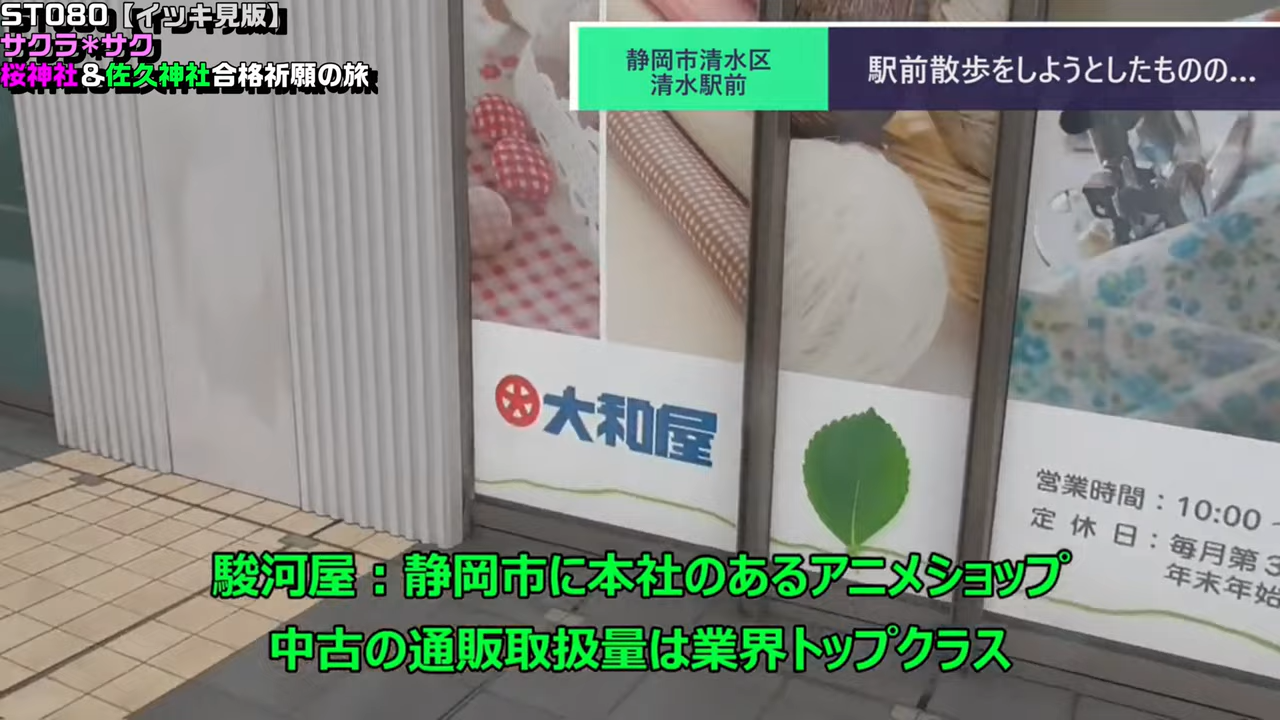 ST080【イッキ見版】
サクラ*サク
桜神社&佐久神社合格祈願の旅
静岡市清水区
清水駅前
駅前散歩をしようとしたものの…
大和屋
営業時間:10:00
定休日:毎月第3
年末年始
駿河屋:静岡市に本社のあるアニメショップ
中古の通販取扱量は業界トップクラス